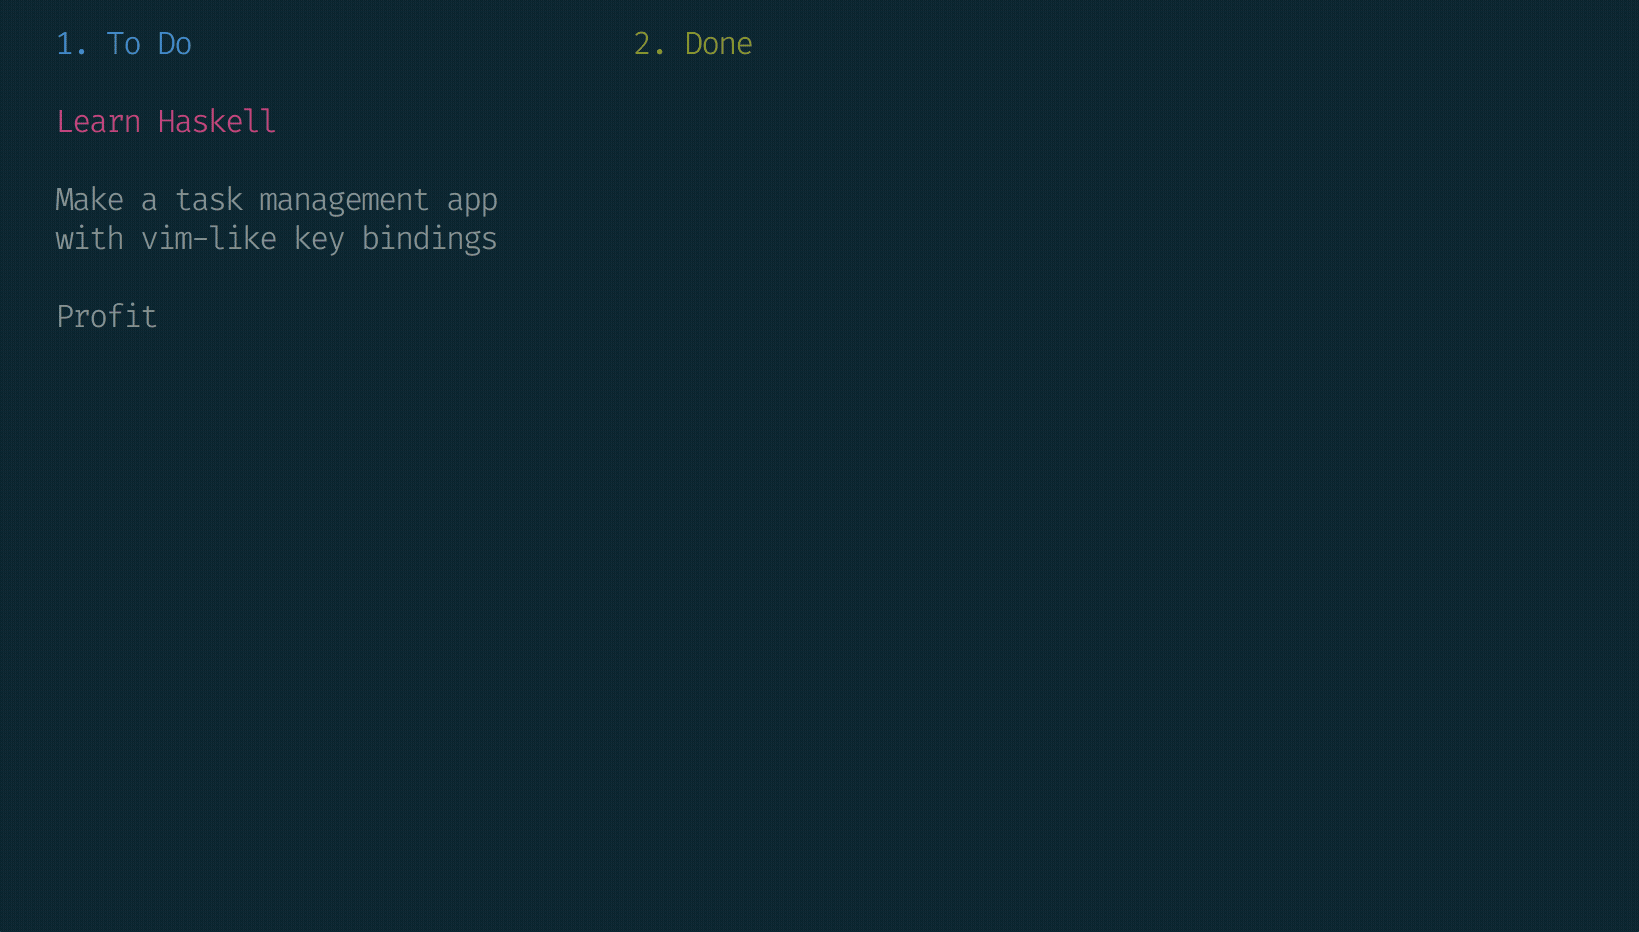 1. To Do
Learn Haskell
Make a task management app
with vim-like key bindings
Profit
2. Done